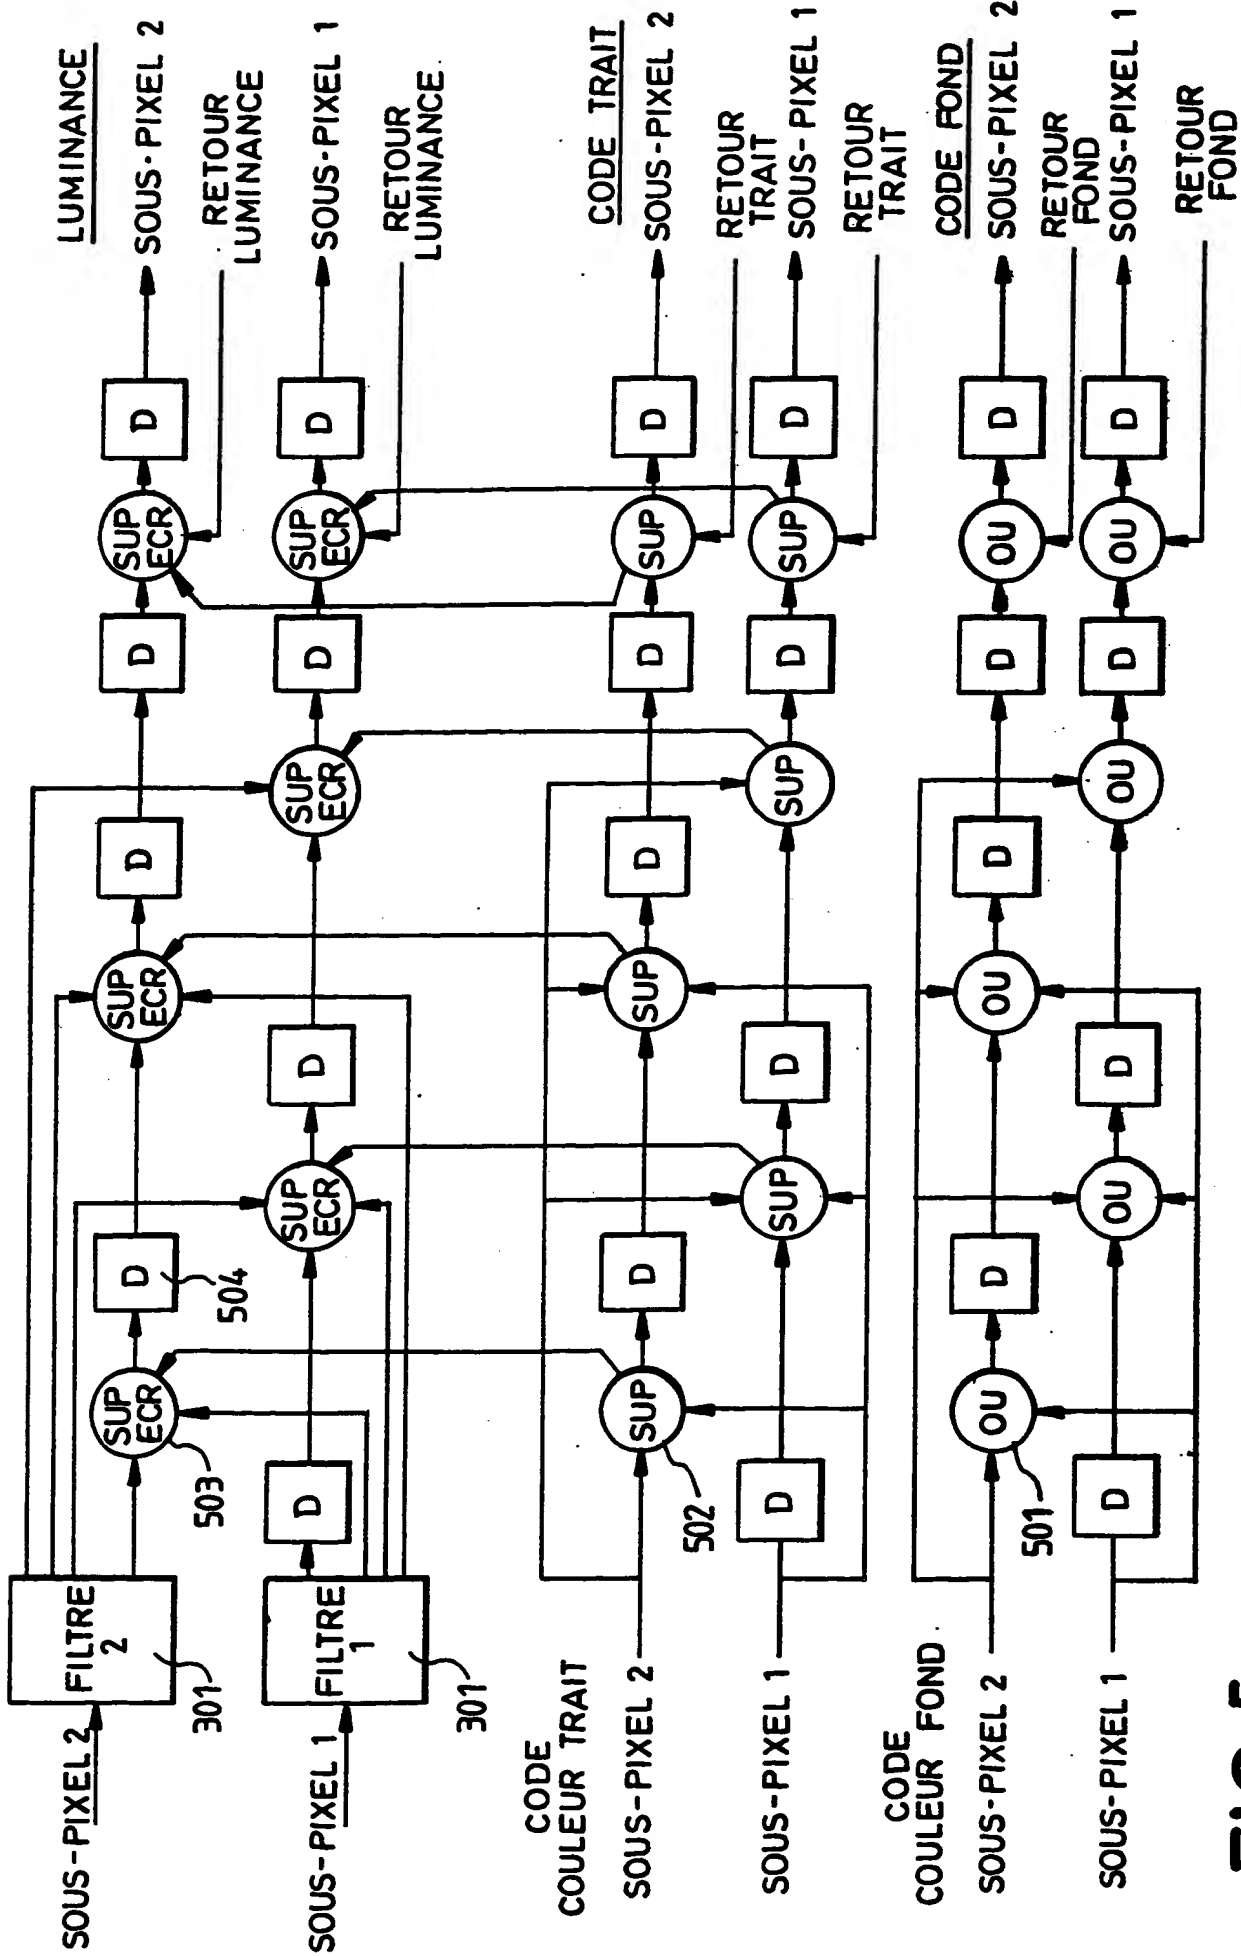 LUMINANCE
SOUS-PIXEL 2
FILTRE
2
301
SUP
ECR
503
D
504
SUP
ECR
D
D
SUP
ECR
D
SOUS-PIXEL 2
RETOUR
LUMINANCE
SOUS-PIXEL 1
FILTRE
1
301
D
SUP
ECR
D
SUP
ECR
D
SUP
ECR
D
SOUS-PIXEL 1
RETOUR
LUMINANCE
CODE
COULEUR TRAIT
CODE TRAIT
SOUS-PIXEL 2
SUP
502
D
SUP
D
D
SUP
D
SOUS-PIXEL 2
RETOUR
TRAIT
SOUS-PIXEL 1
D
SUP
D
SUP
D
SUP
D
SOUS-PIXEL 1
RETOUR
TRAIT
CODE
COULEUR FOND
CODE FOND
SOUS-PIXEL 2
OU
501
D
OU
D
D
OU
D
SOUS-PIXEL 2
RETOUR
FOND
SOUS-PIXEL 1
D
OU
D
OU
D
OU
D
SOUS-PIXEL 1
RETOUR
FOND